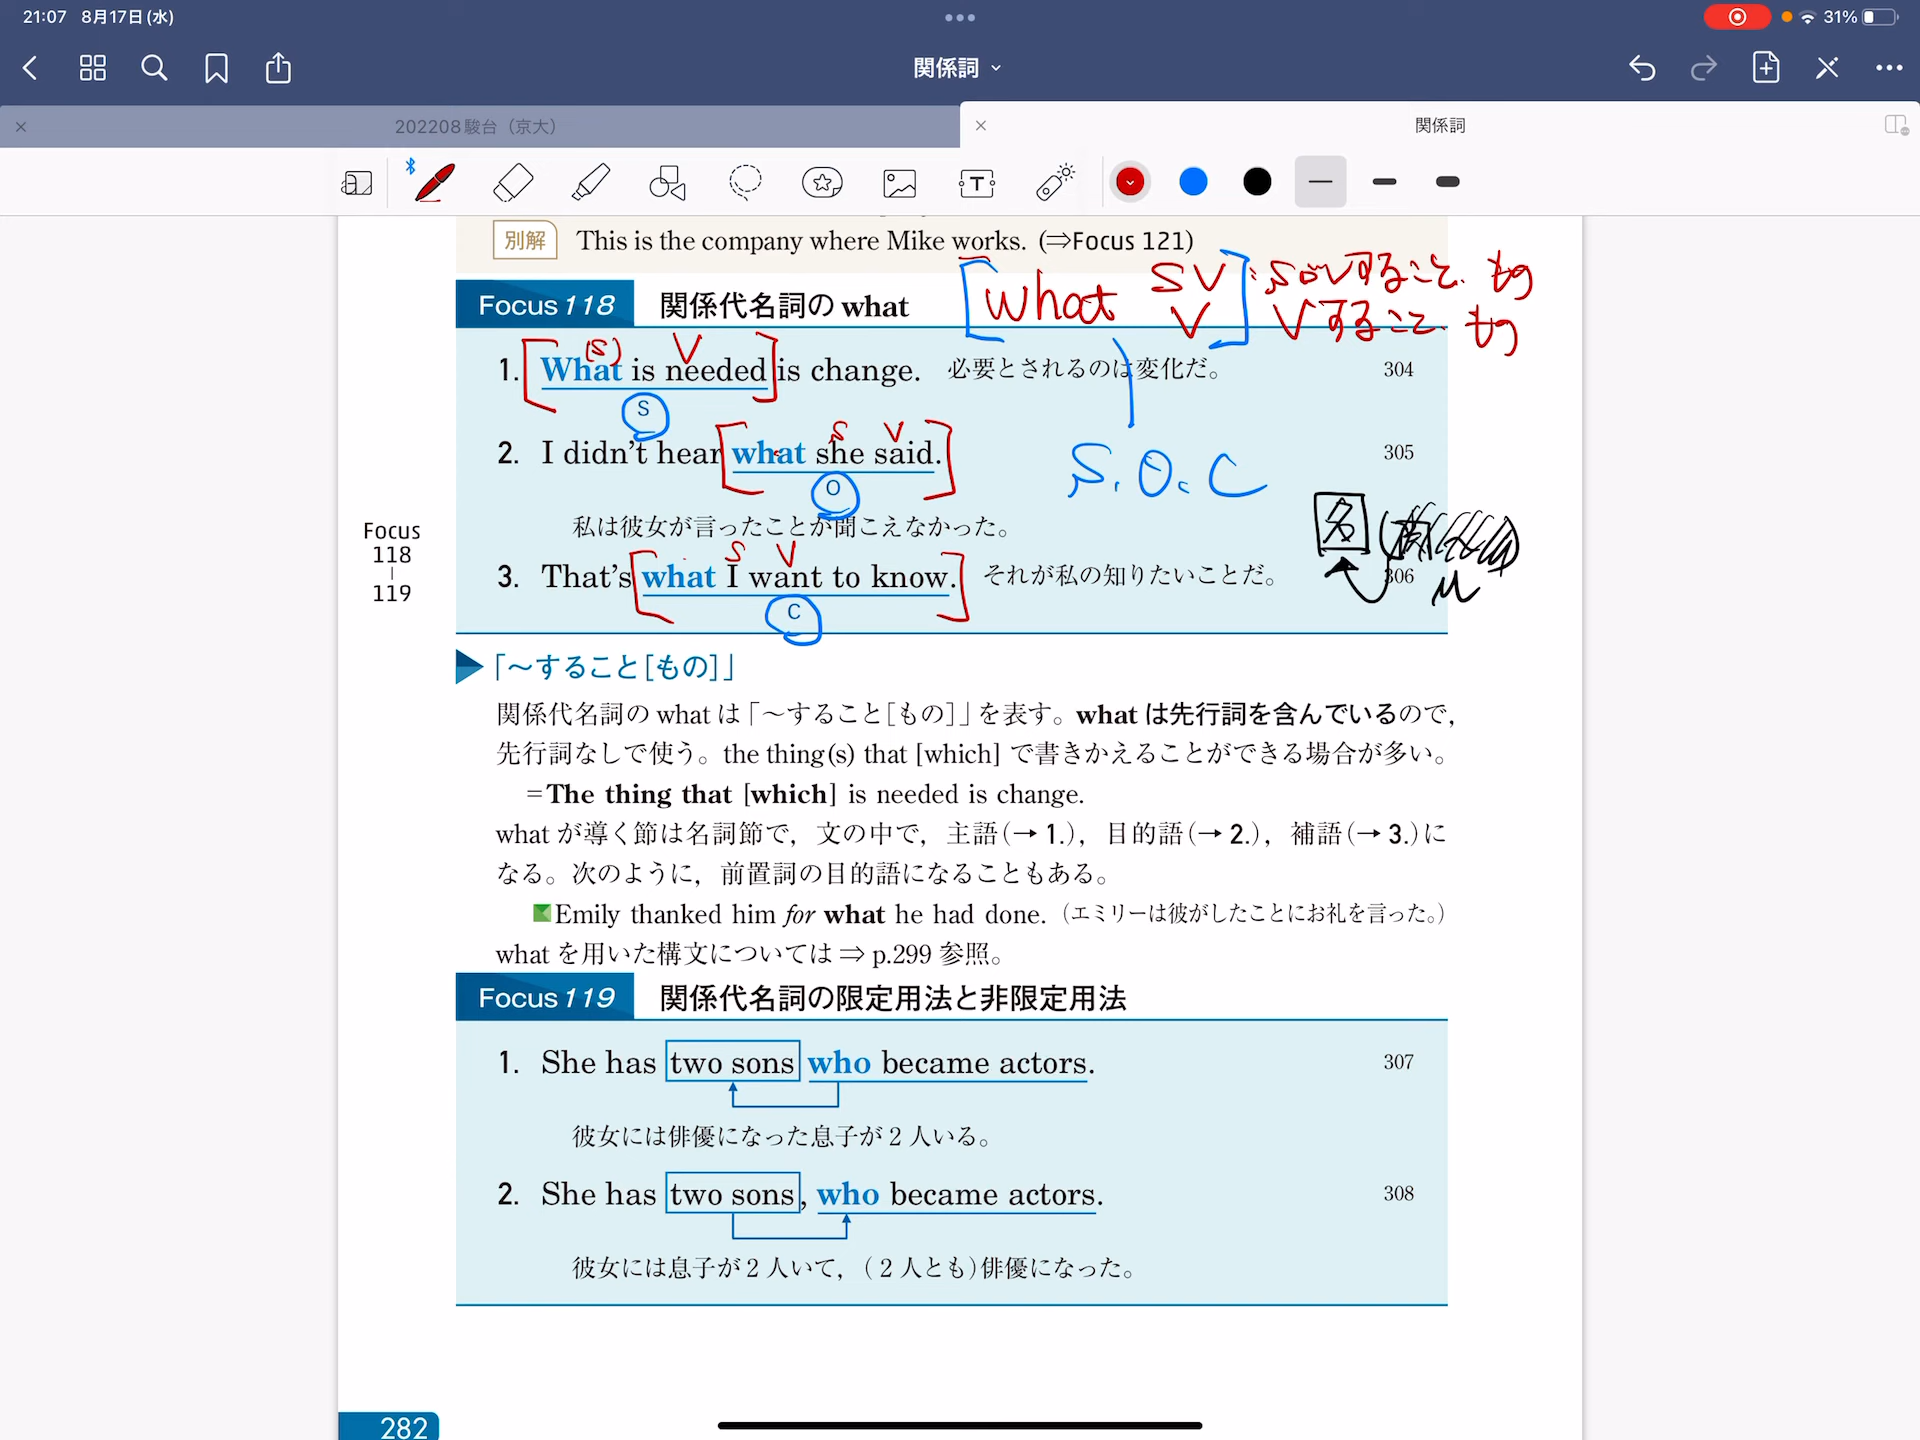 21:07 8月17日(水)
31%
関係詞
202208駿台（京大）
関係詞
別解 This is the company where Mike works. (⇒Focus 121)
what SV : SがVすること、もの
V Vすること、もの
Focus 118 関係代名詞の what
(S) V
1. What is needed is change. 必要とされるのは変化だ。 304
S
S V
2. I didn't hear what she said. 305
O
S. O. C
私は彼女が言ったことが聞こえなかった。
名
Focus
118
119
S V
3. That's what I want to know. それが私の知りたいことだ。 306
C
M
「～すること[もの]」
関係代名詞の what は「～すること[もの]」を表す。what は先行詞を含んでいるので，
先行詞なしで使う。the thing(s) that [which] で書きかえることができる場合が多い。
＝The thing that [which] is needed is change.
what が導く節は名詞節で，文の中で，主語(→ 1.)，目的語(→ 2.)，補語(→ 3.)に
なる。次のように，前置詞の目的語になることもある。
Emily thanked him for what he had done.（エミリーは彼がしたことにお礼を言った。）
what を用いた構文については⇒ p.299 参照。
Focus 119 関係代名詞の限定用法と非限定用法
1. She has two sons who became actors. 307
彼女には俳優になった息子が 2 人いる。
2. She has two sons, who became actors. 308
彼女には息子が 2 人いて，（ 2 人とも）俳優になった。
282